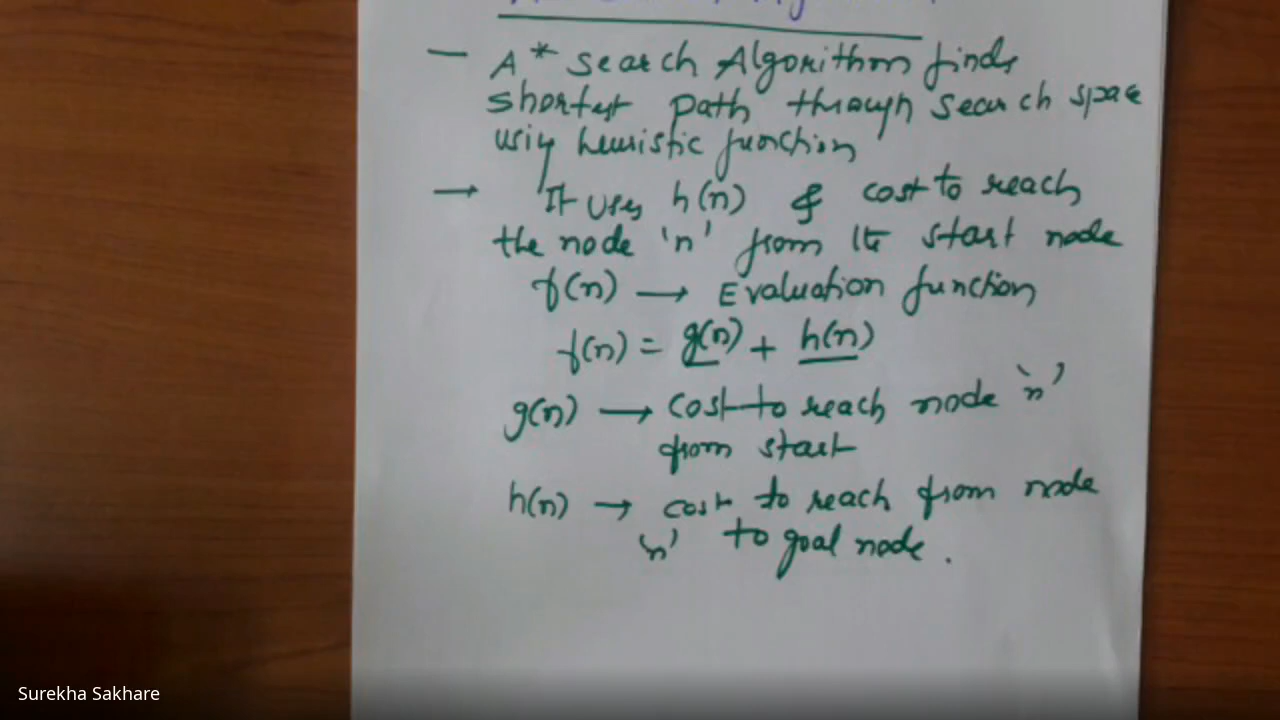 — A* search Algorithm finds
shortest path through search space
using heuristic function
→ It uses h(n) & cost to reach
the node 'n' from its start node
f(n) → Evaluation function
f(n) = g(n) + h(n)
g(n) → cost to reach node 'n'
from start
h(n) → cost to reach from node
'n' to goal node.
Surekha Sakhare